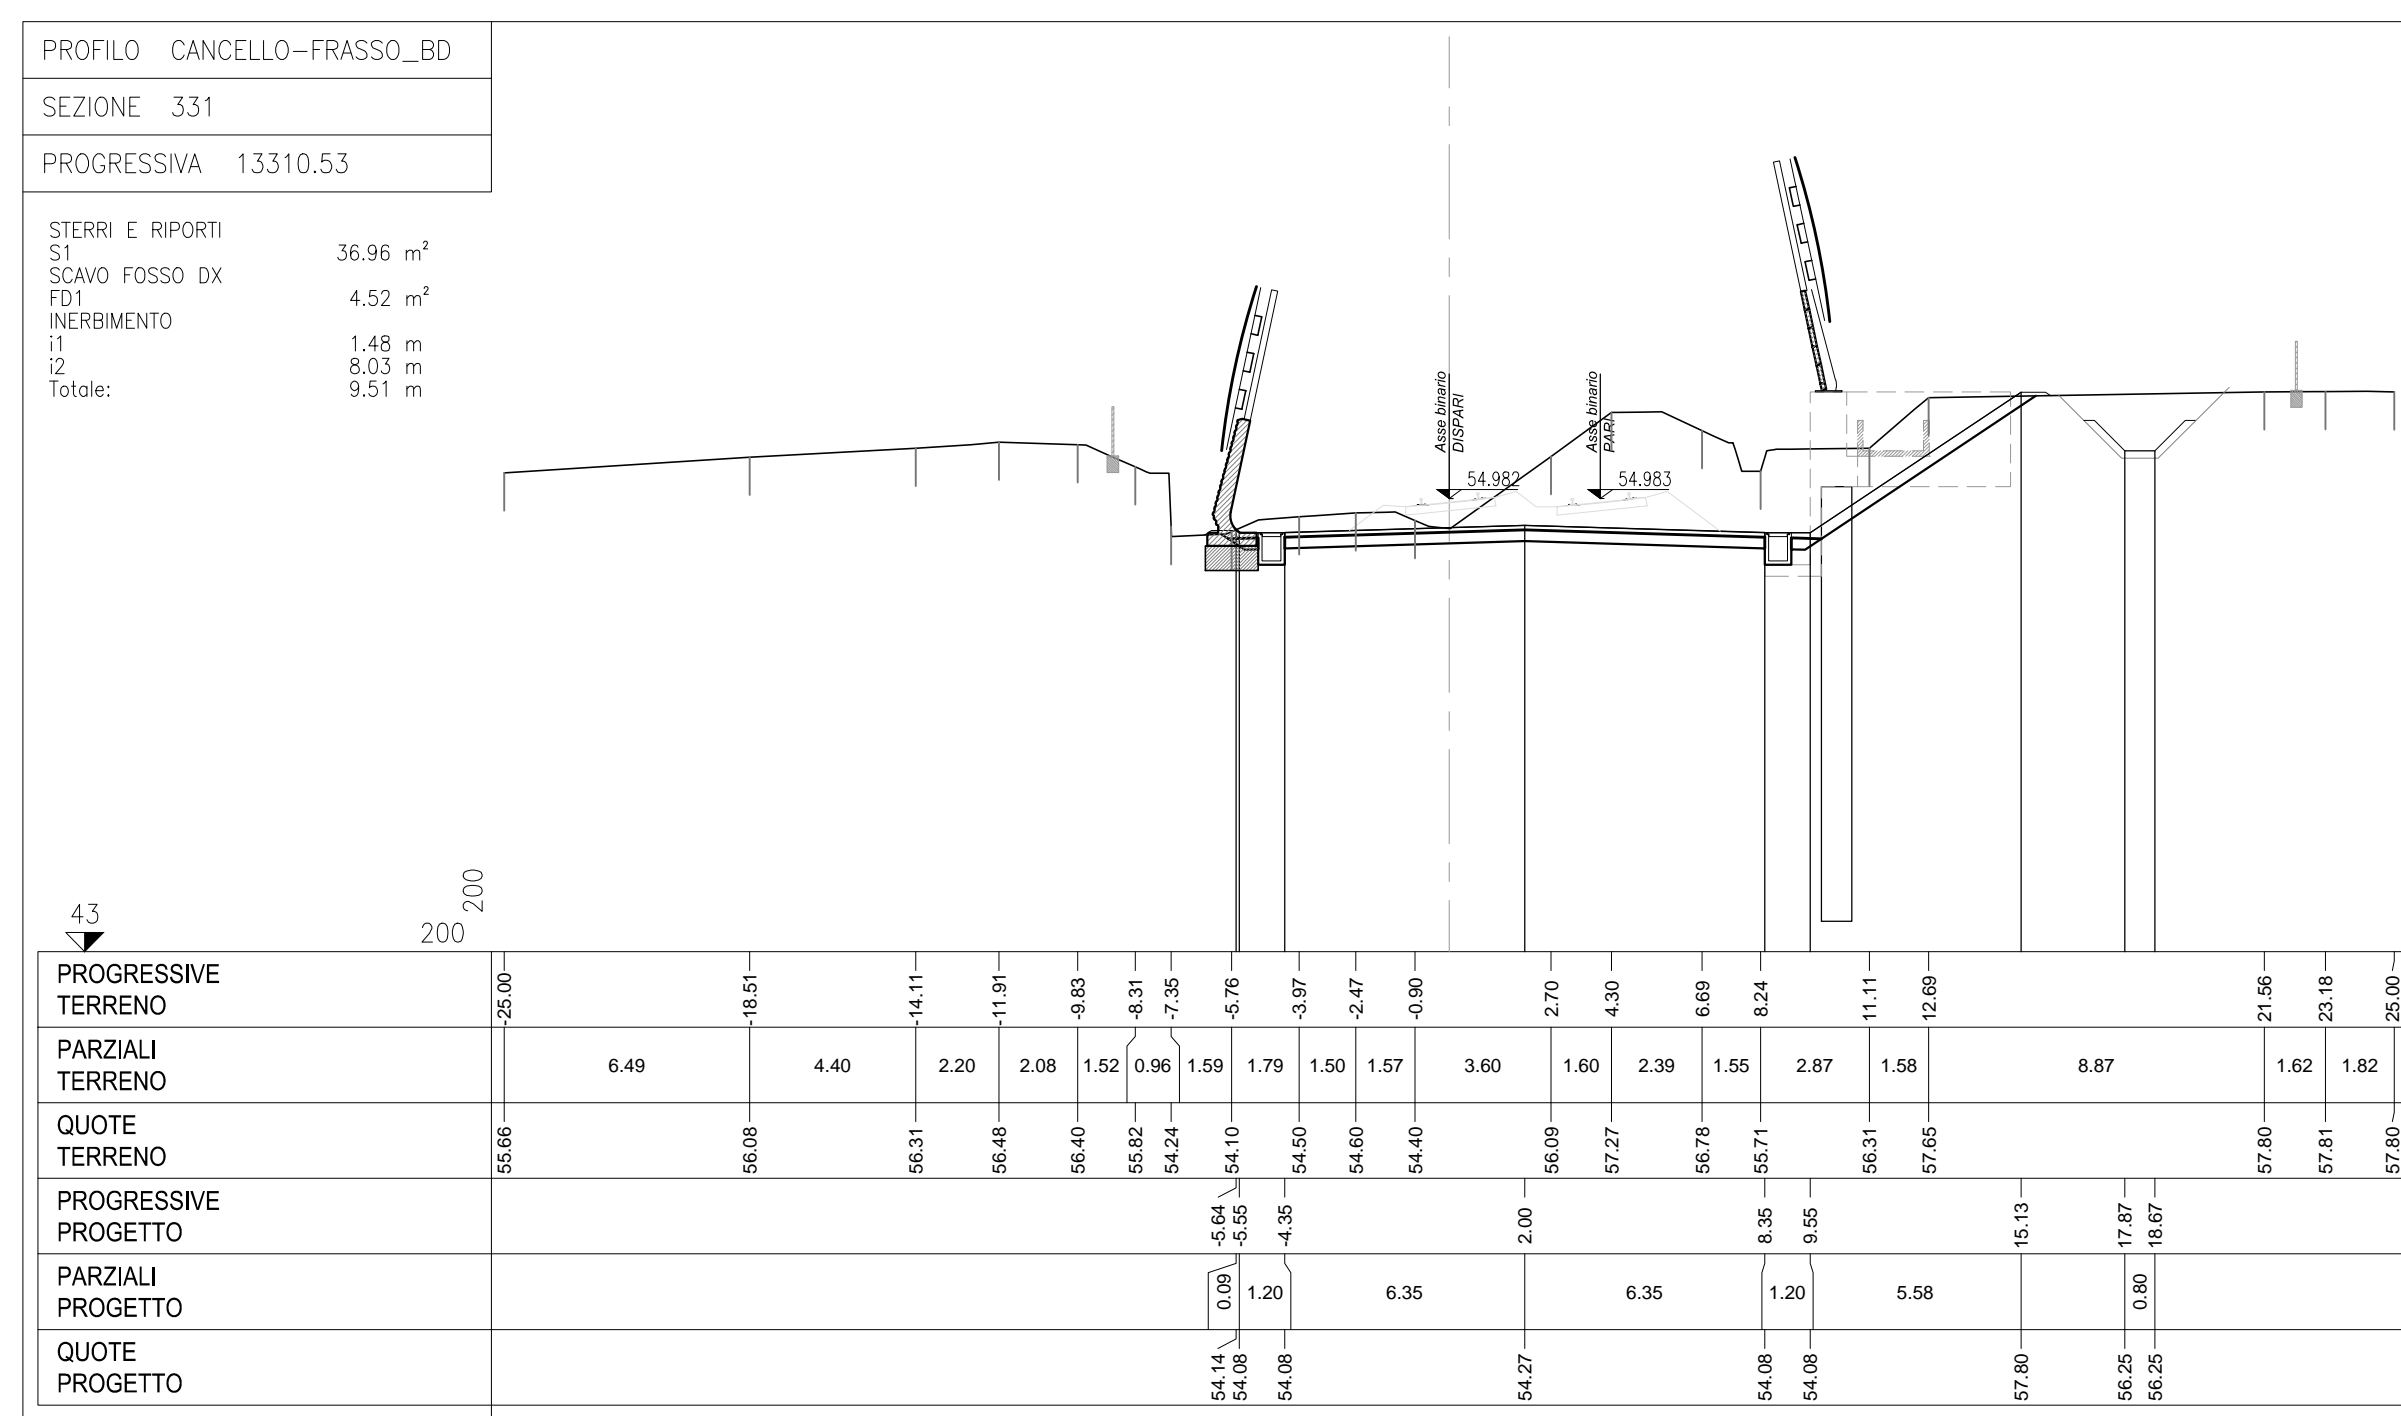 PROFILO CANCELLO-FRASSO_BD
SEZIONE 331
PROGRESSIVA 13310.53
STERRI E RIPORTI
S1 36.96 m²
SCAVO FOSSO DX
FD1 4.52 m²
INERBIMENTO
i1 1.48 m
i2 8.03 m
Totale: 9.51 m
Asse binario
DISPARI
Asse binario
PARI
54.982
54.983
43
200
200
PROGRESSIVE
TERRENO
-25.00 -18.51 -14.11 -11.91 -9.83 -8.31 -7.35 -5.76 -3.97 -2.47 -0.90 2.70 4.30 6.69 8.24 11.11 12.69 21.56 23.18 25.00
PARZIALI
TERRENO
6.49 4.40 2.20 2.08 1.52 0.96 1.59 1.79 1.50 1.57 3.60 1.60 2.39 1.55 2.87 1.58 8.87 1.62 1.82
QUOTE
TERRENO
55.66 56.08 56.31 56.48 56.40 55.82 54.24 54.10 54.50 54.60 54.40 56.09 57.27 56.78 55.71 56.31 57.65 57.80 57.81 57.80
PROGRESSIVE
PROGETTO
-5.64 -5.55 -4.35 2.00 8.35 9.55 15.13 17.87 18.67
PARZIALI
PROGETTO
0.09 1.20 6.35 6.35 1.20 5.58 0.80
QUOTE
PROGETTO
54.14 54.08 54.08 54.27 54.08 54.08 57.80 56.25 56.25